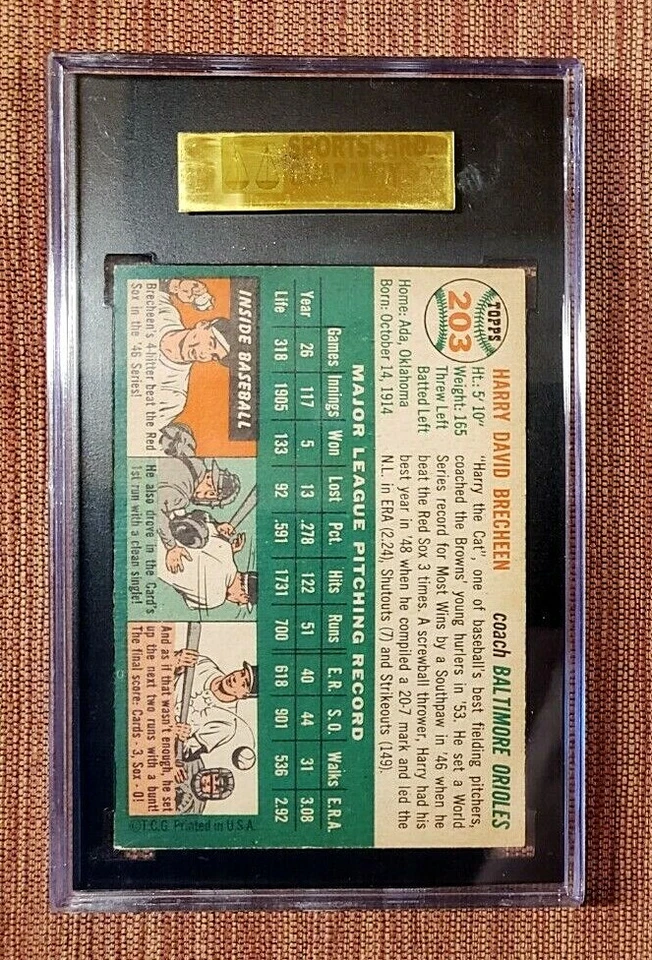 SPORTSCARD
GUARANTY
TOPPS
203
HARRY DAVID BRECHEEN coach BALTIMORE ORIOLES
Ht.: 5' 10"
Weight: 165
Threw Left
Batted Left
Home: Ada, Oklahoma
Born: October 14, 1914
"Harry the Cat', one of baseball's best fielding pitchers,
coached the Browns' young hurlers in '53. He set a World
Series record for Most Wins by a Southpaw in '46 when he
beat the Red Sox 3 times. A screwball thrower, Harry had his
best year in '48 when he compiled a 20-7 mark and led the
N.L. in ERA (2.24), Shutouts (7) and Strikeouts (149).
MAJOR LEAGUE PITCHING RECORD
Games Innings Won Lost Pct. Hits Runs E.R. S.O. Walks E.R.A.
Year 26 117 5 13 .278 122 51 40 44 31 3.08
Life 318 1905 133 92 .591 1731 700 618 901 536 2.92
INSIDE BASEBALL
Brecheen's 4-hitter beat the Red
Sox in the '46 Series!
He also drove in the Card's
1st run with a clean single!
And as if that wasn't enough, he set
up the next two runs with a bunt!
The final score: Cards - 3, Sox - 0!
©T.C.G. Printed in U.S.A.